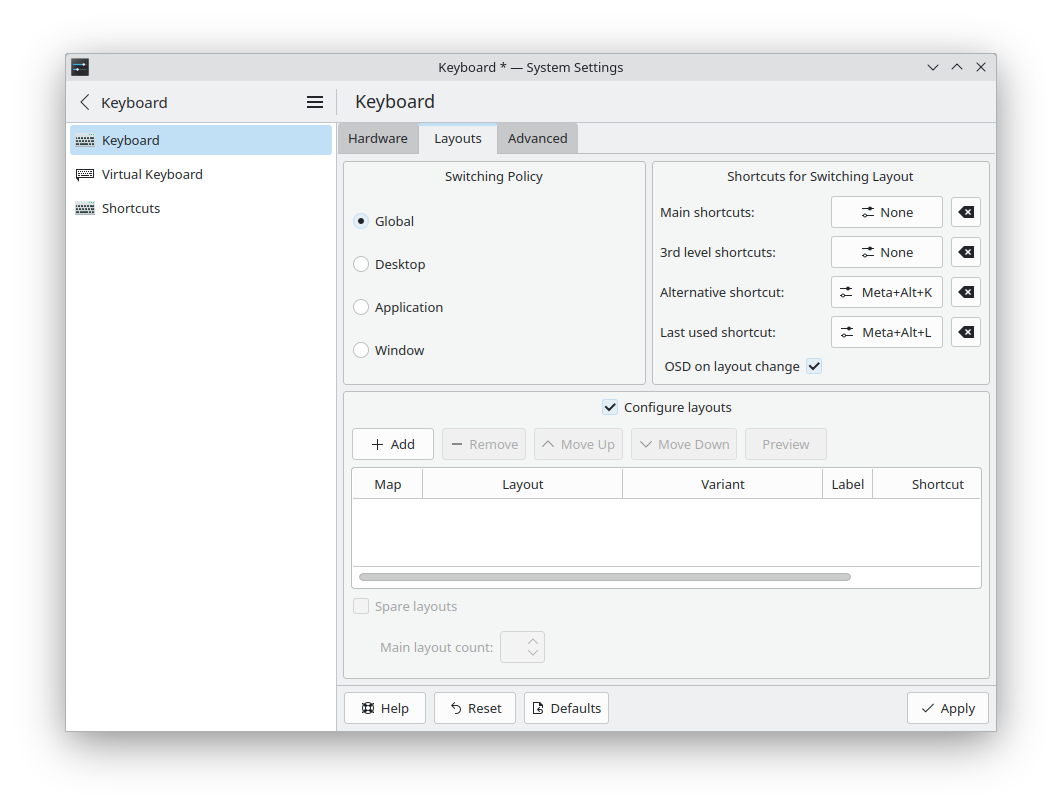 Keyboard * — System Settings
Keyboard
Keyboard
Keyboard
Virtual Keyboard
Shortcuts
Hardware
Layouts
Advanced
Switching Policy
Global
Desktop
Application
Window
Shortcuts for Switching Layout
Main shortcuts: None
3rd level shortcuts: None
Alternative shortcut: Meta+Alt+K
Last used shortcut: Meta+Alt+L
OSD on layout change
Configure layouts
Add Remove Move Up Move Down Preview
Map Layout Variant Label Shortcut
Spare layouts
Main layout count:
Help Reset Defaults Apply